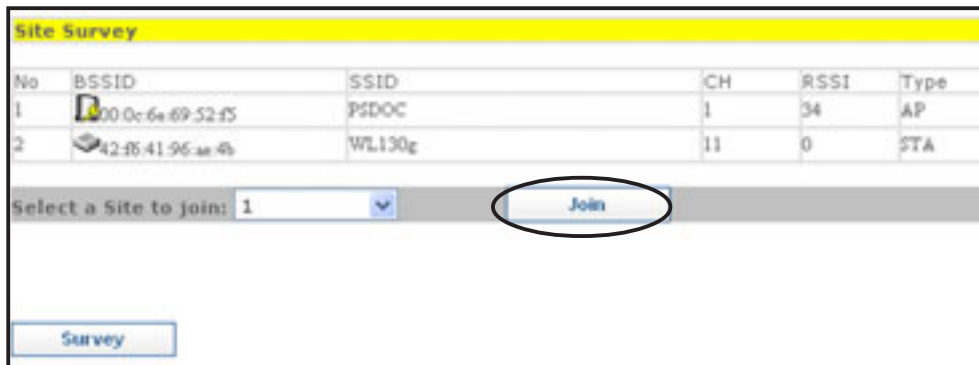 Site Survey
No BSSID SSID CH RSSI Type
1 00:0c:6e:69:52:f5 PSDOC 1 34 AP
2 42:f6:41:96:ae:4b WL130g 11 0 STA
Select a Site to join: 1 Join
Survey